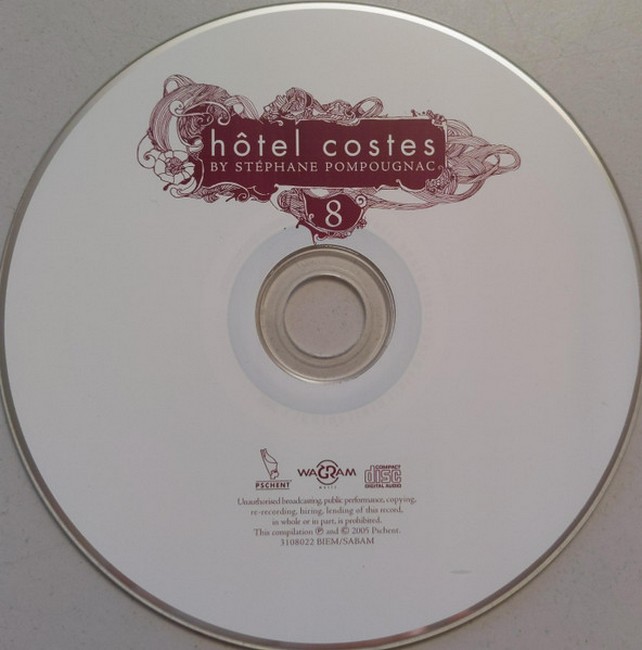 hôtel costes
BY STÉPHANE POMPOUGNAC
8
PSCHENT
WAGRAM
MUSIC
COMPACT
disc
DIGITAL AUDIO
Unauthorised broadcasting, public performance, copying,
re-recording, hiring, lending of this record,
in whole or in part, is prohibited.
This compilation ℗ and © 2005 Pschent.
3108022 BIEM/SABAM